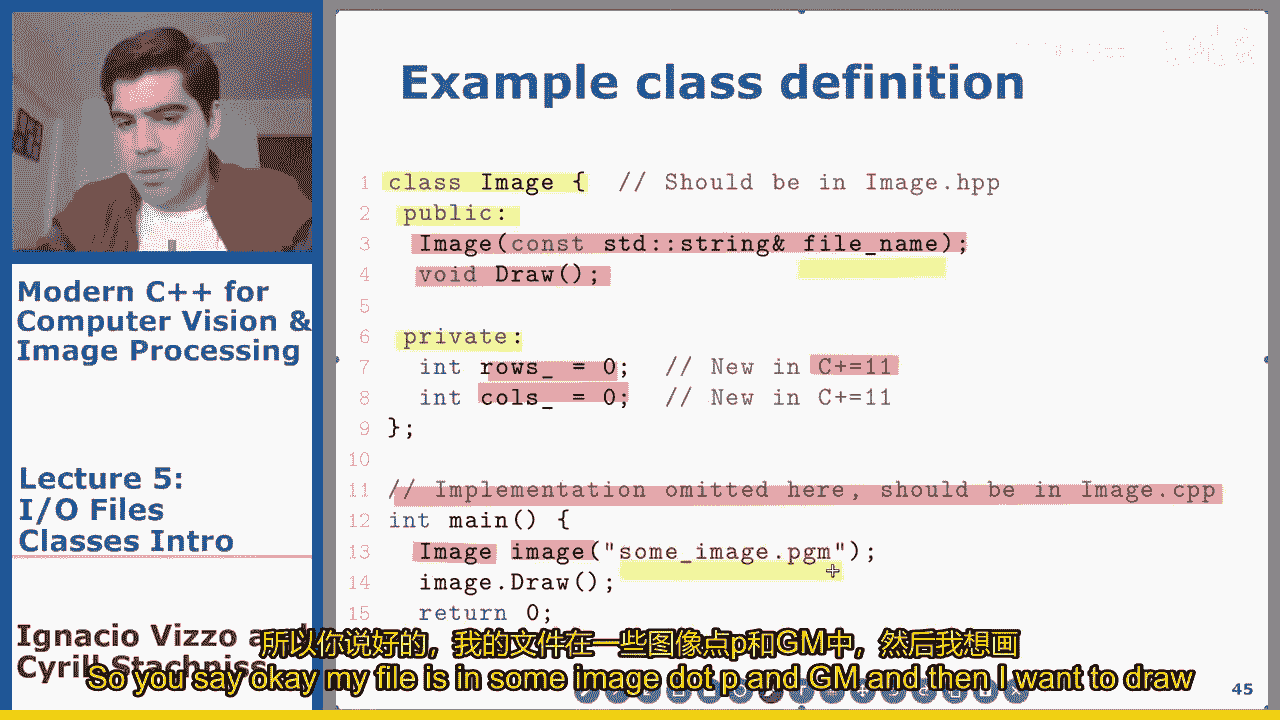 Example class definition
1 class Image { // Should be in Image.hpp
2 public:
3 Image(const std::string& file_name);
4 void Draw();
5
6 private:
7 int rows_ = 0; // New in C+=11
8 int cols_ = 0; // New in C+=11
9 };
10
11 // Implementation omitted here, should be in Image.cpp
12 int main() {
13 Image image("some_image.pgm");
14 image.Draw();
15 return 0;
Modern C++ for
Computer Vision &
Image Processing
Lecture 5:
I/O Files
Classes Intro
Ignacio Vizzo
Cyrill Stachniss
所以你说好的，我的文件在一些图像点p和GM中，然后我想画
So you say okay my file is in some image dot p and GM and then I want to draw
45